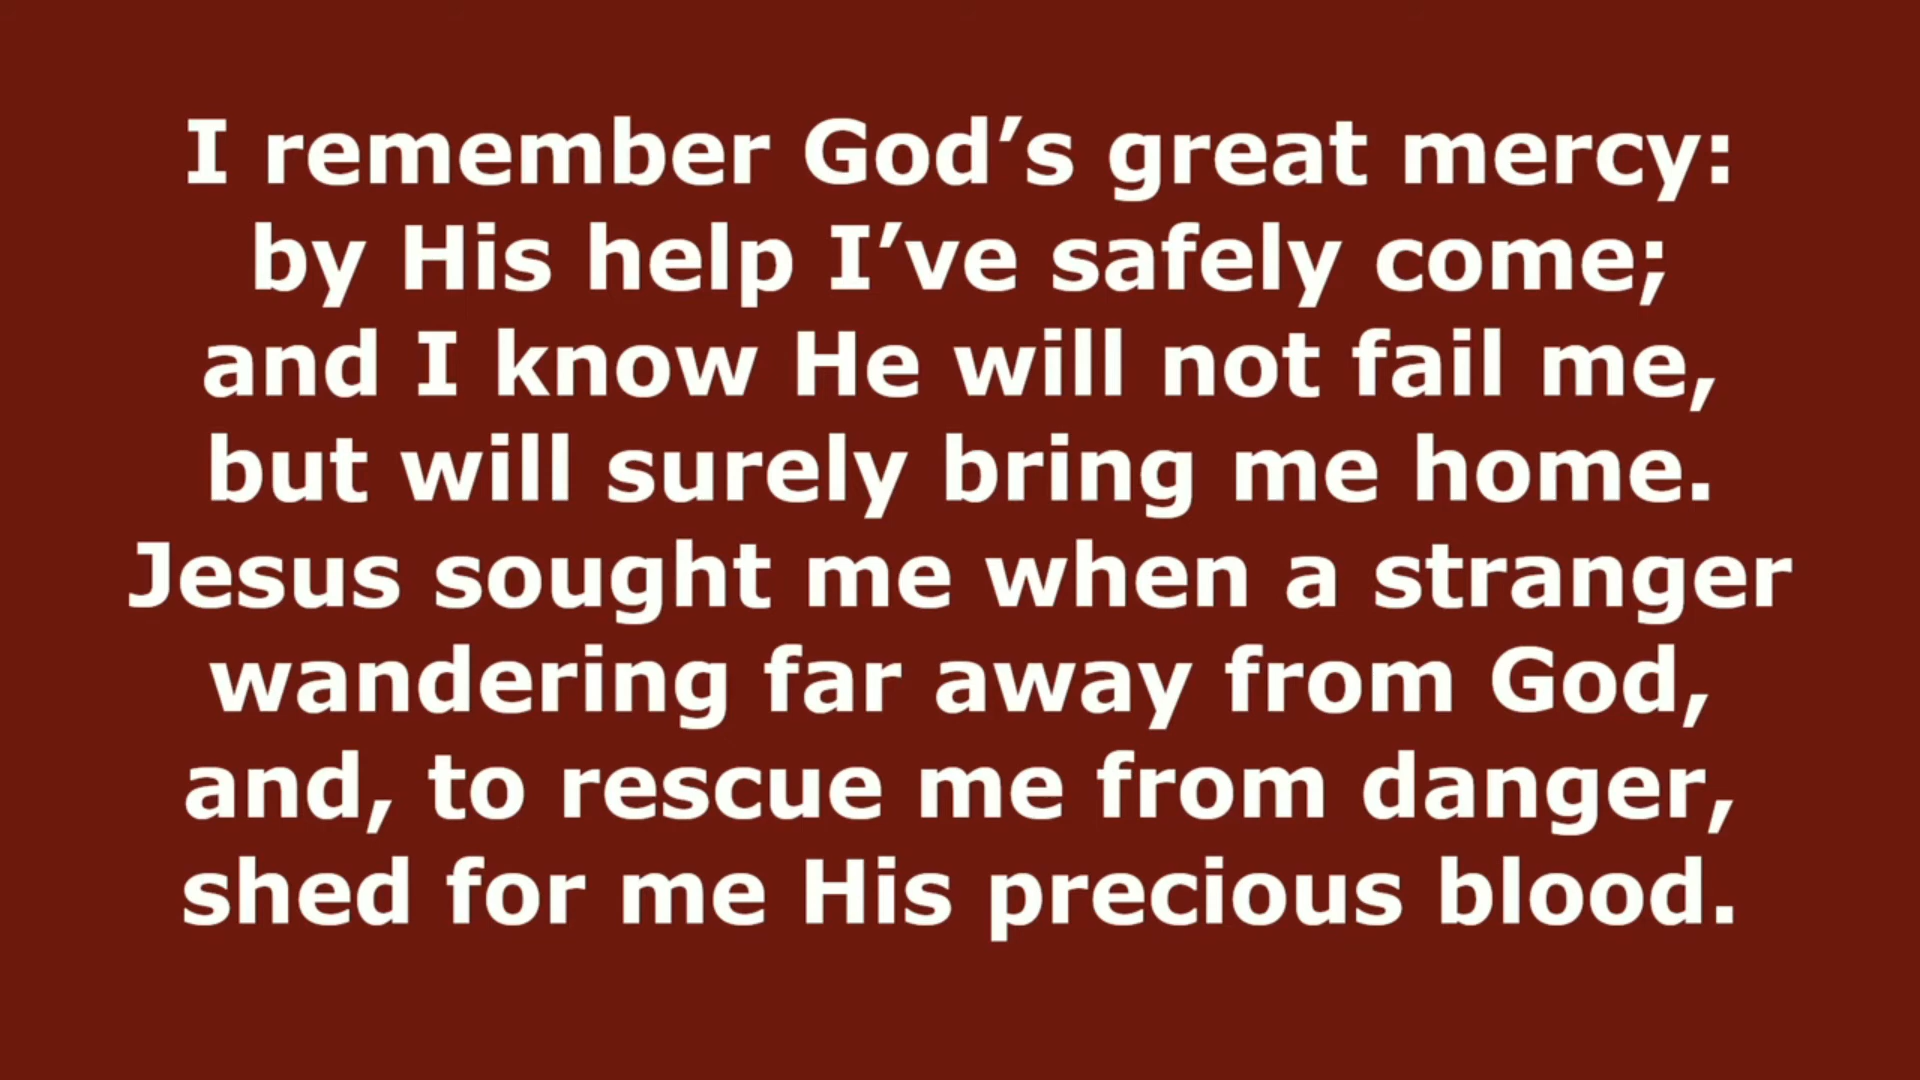 I remember God’s great mercy:
by His help I’ve safely come;
and I know He will not fail me,
but will surely bring me home.
Jesus sought me when a stranger
wandering far away from God,
and, to rescue me from danger,
shed for me His precious blood.